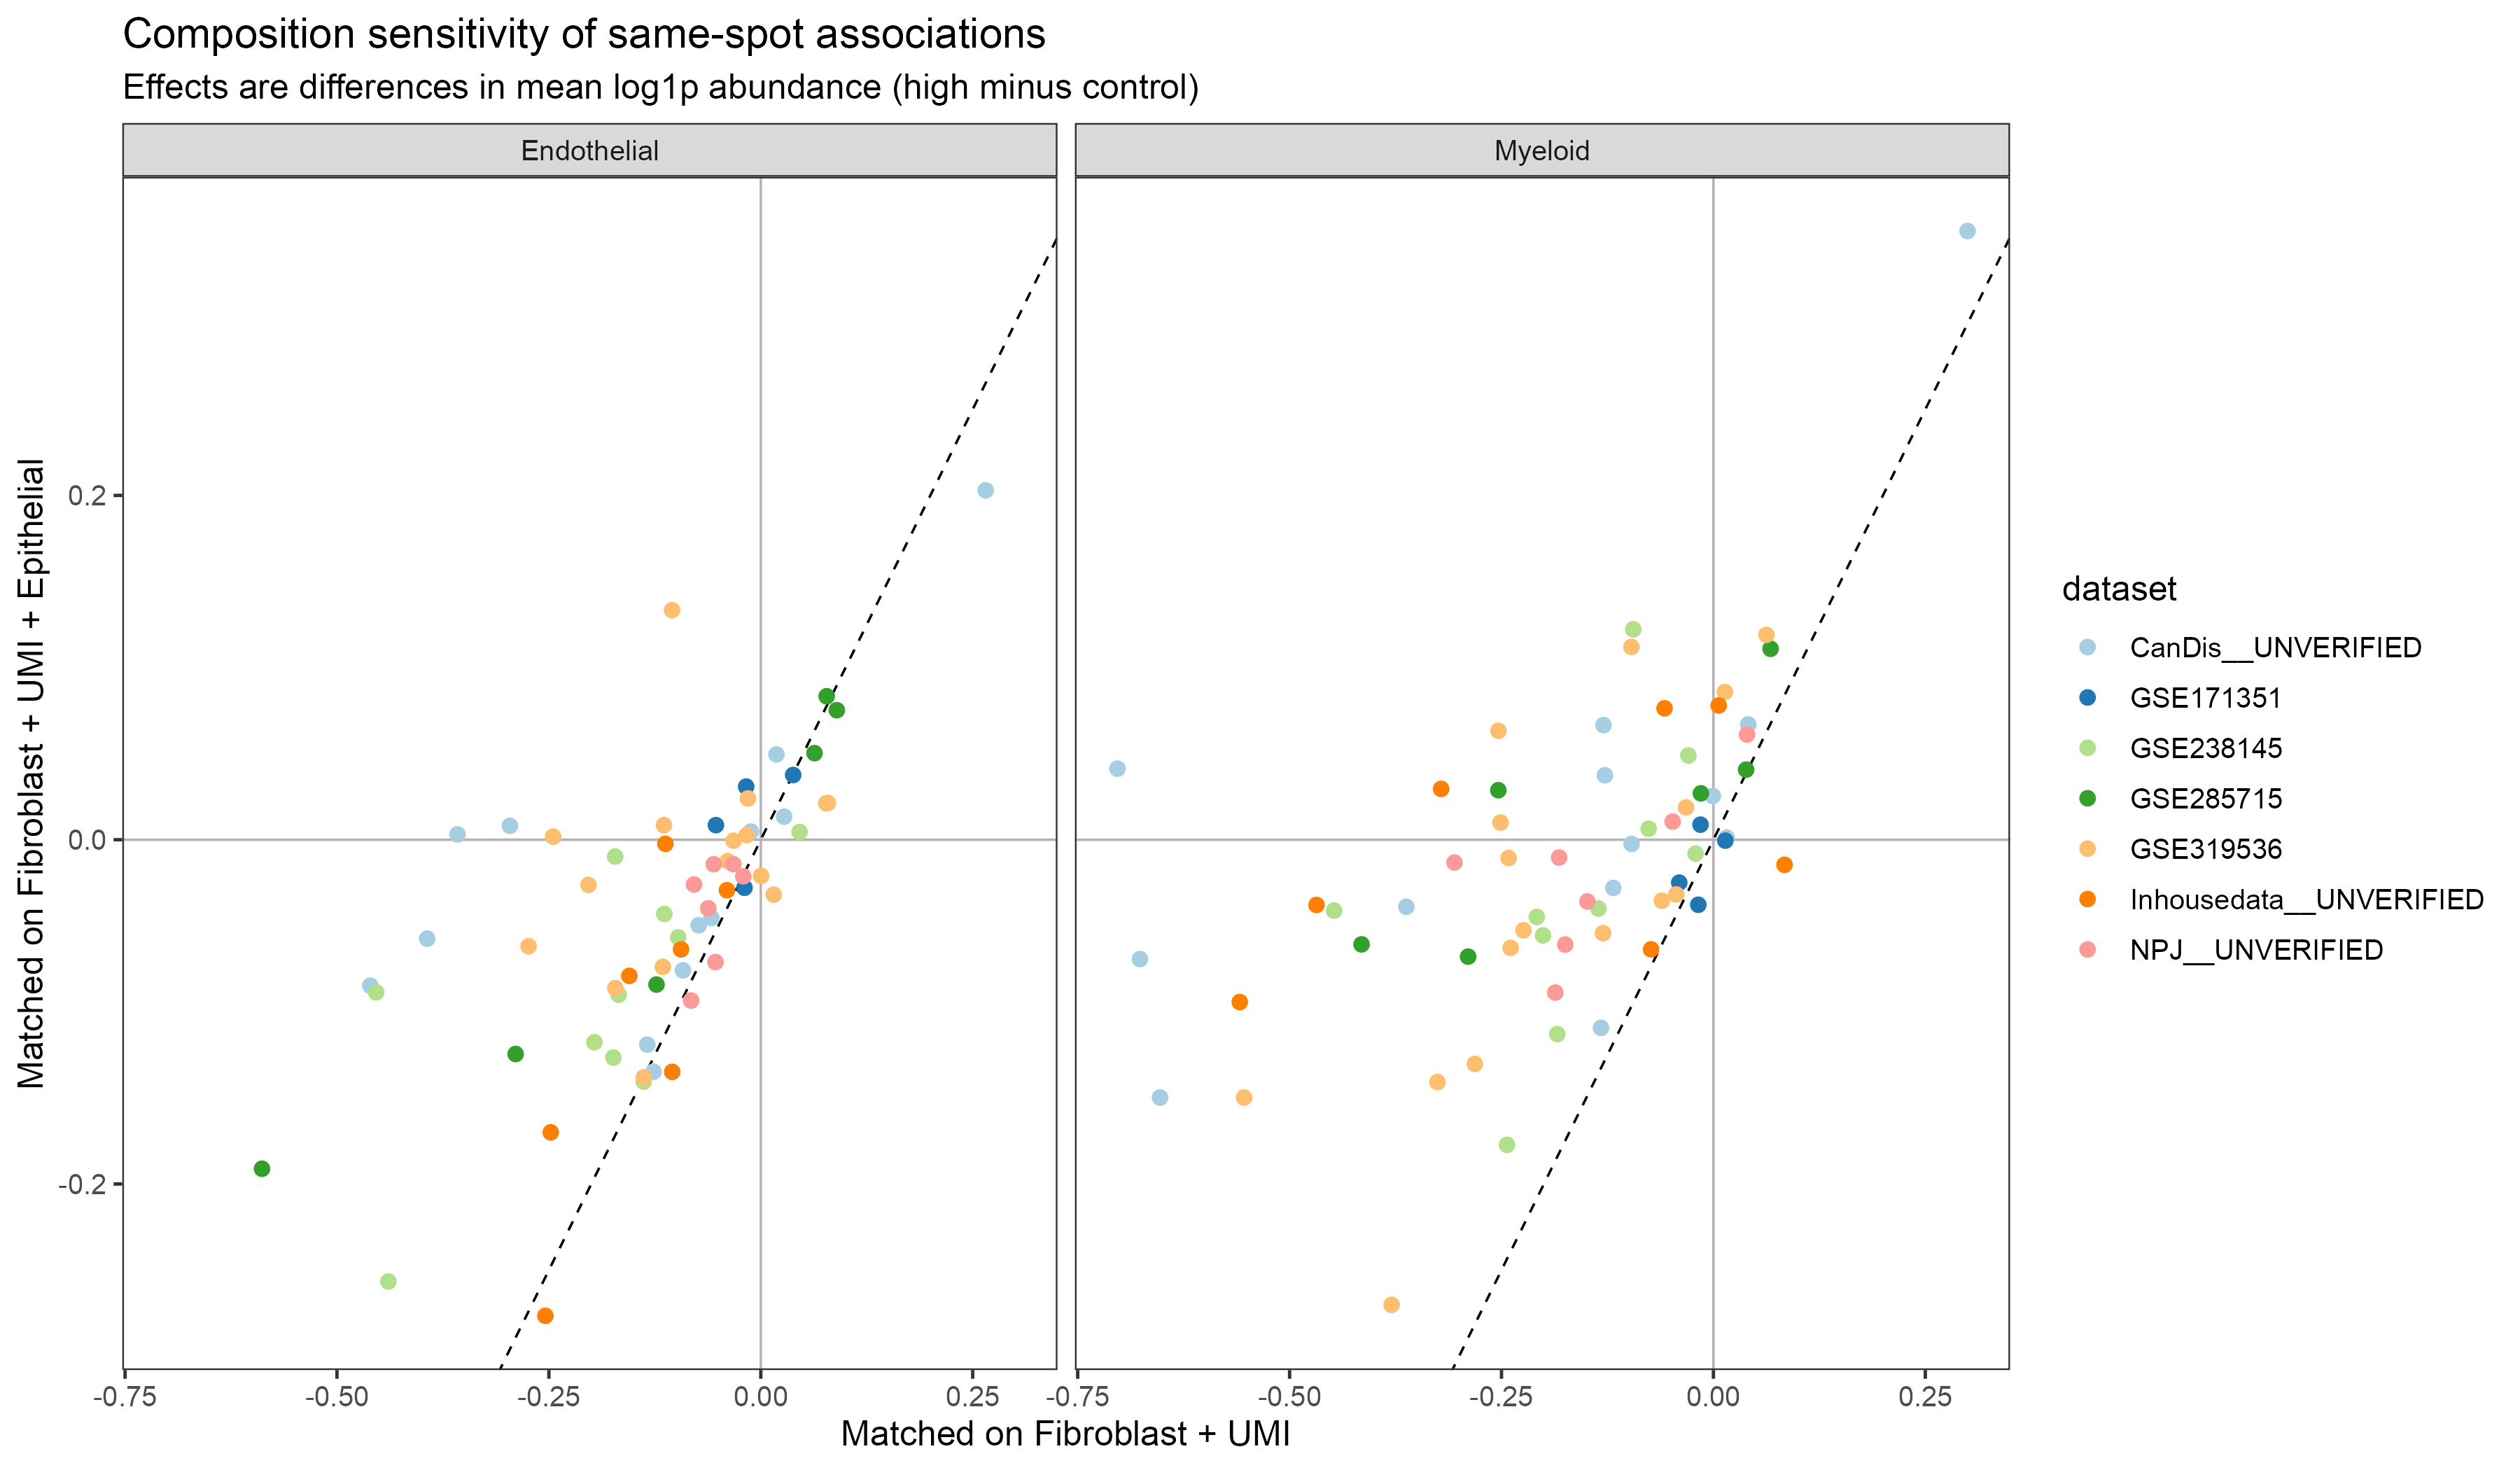 Composition sensitivity of same-spot associations
Effects are differences in mean log1p abundance (high minus control)
Endothelial
Myeloid
Matched on Fibroblast + UMI + Epithelial
0.2
0.0
-0.2
-0.75
-0.50
-0.25
0.00
0.25
-0.75
-0.50
-0.25
0.00
0.25
Matched on Fibroblast + UMI
dataset
CanDis__UNVERIFIED
GSE171351
GSE238145
GSE285715
GSE319536
Inhousedata__UNVERIFIED
NPJ__UNVERIFIED